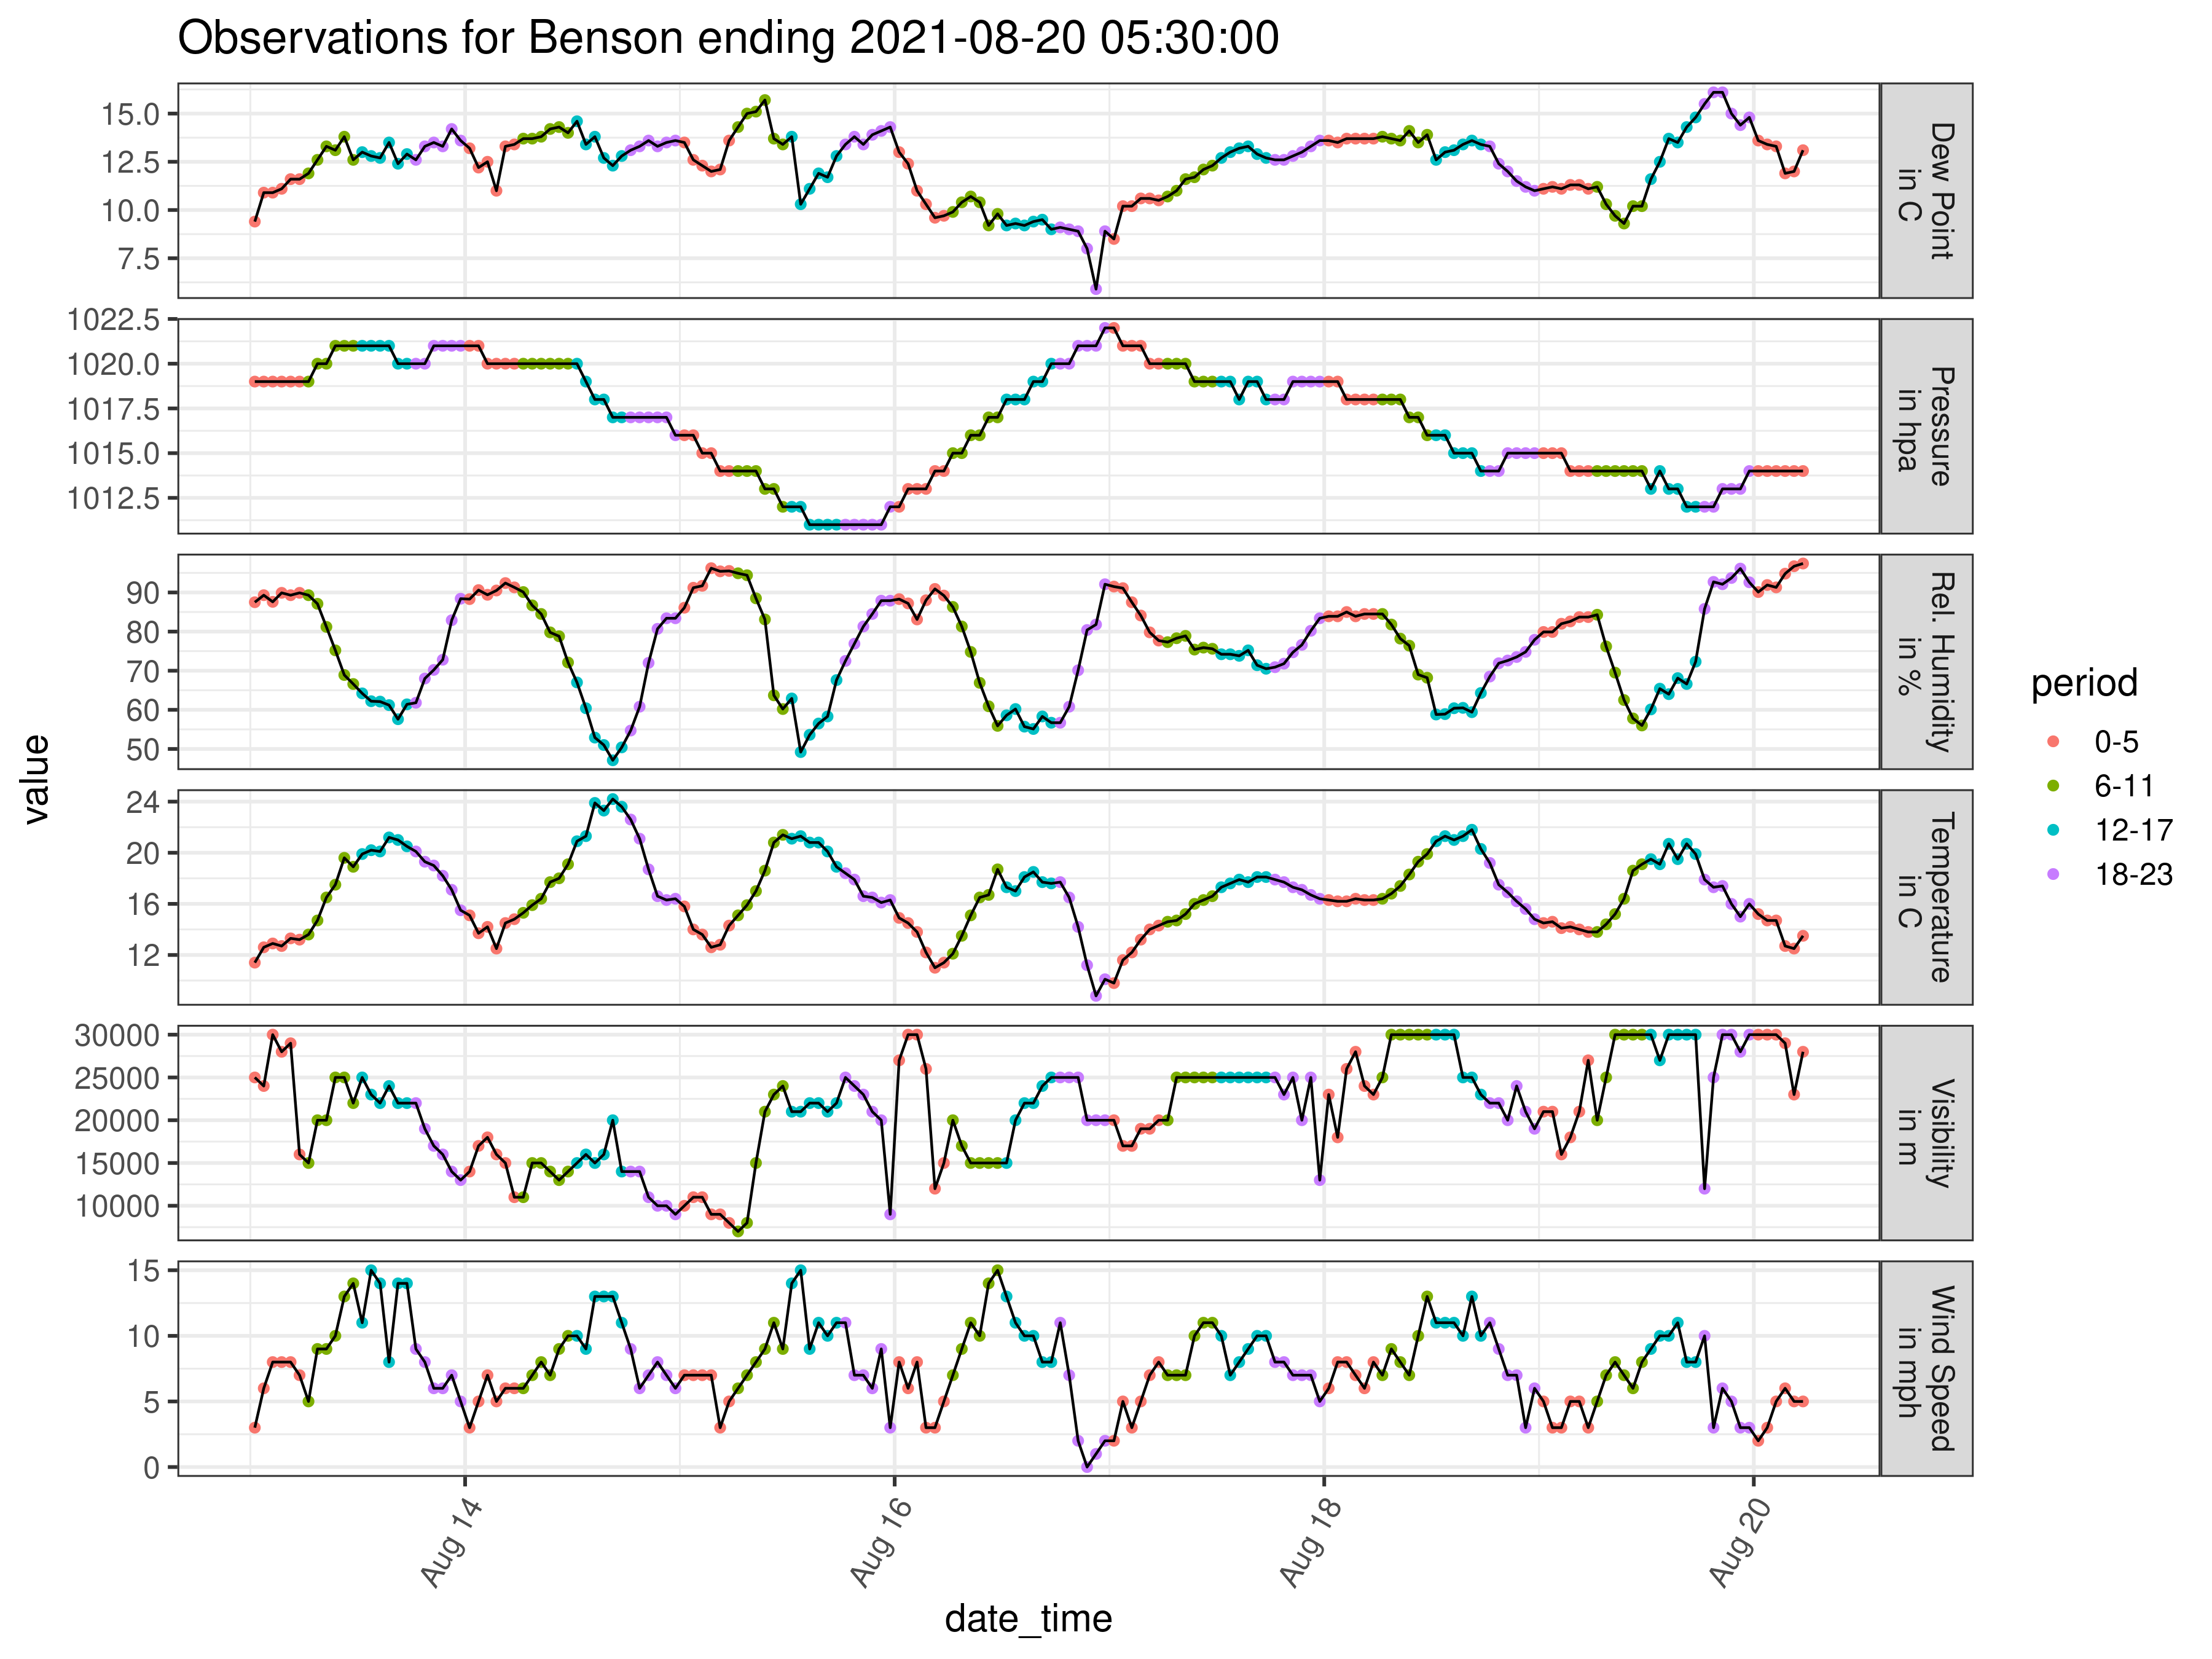 Observations for Benson ending 2021-08-20 05:30:00
value
15.0
12.5
10.0
7.5
Dew Point
in C
1022.5
1020.0
1017.5
1015.0
1012.5
Pressure
in hpa
90
80
70
60
50
Rel. Humidity
in %
24
20
16
12
Temperature
in C
30000
25000
20000
15000
10000
Visibility
in m
15
10
5
0
Wind Speed
in mph
Aug 14
Aug 16
Aug 18
Aug 20
date_time
period
0-5
6-11
12-17
18-23